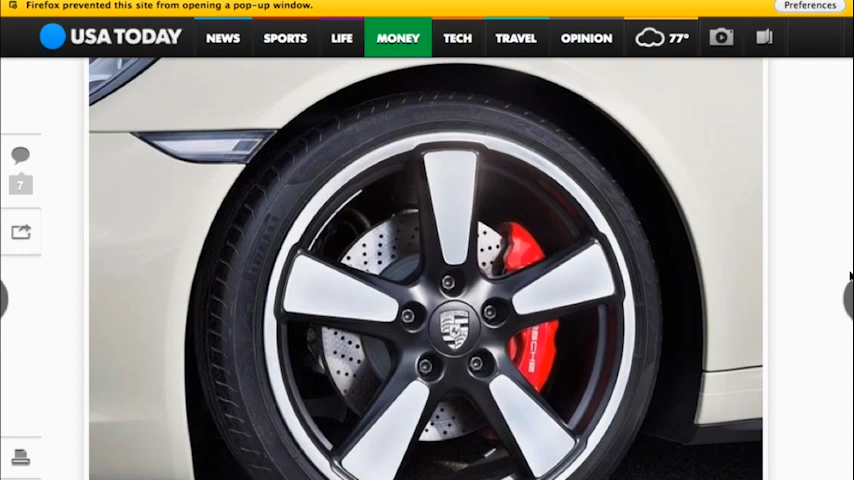 Firefox prevented this site from opening a pop-up window.
Preferences
USA TODAY
NEWS
SPORTS
LIFE
MONEY
TECH
TRAVEL
OPINION
77°
7
PORSCHE